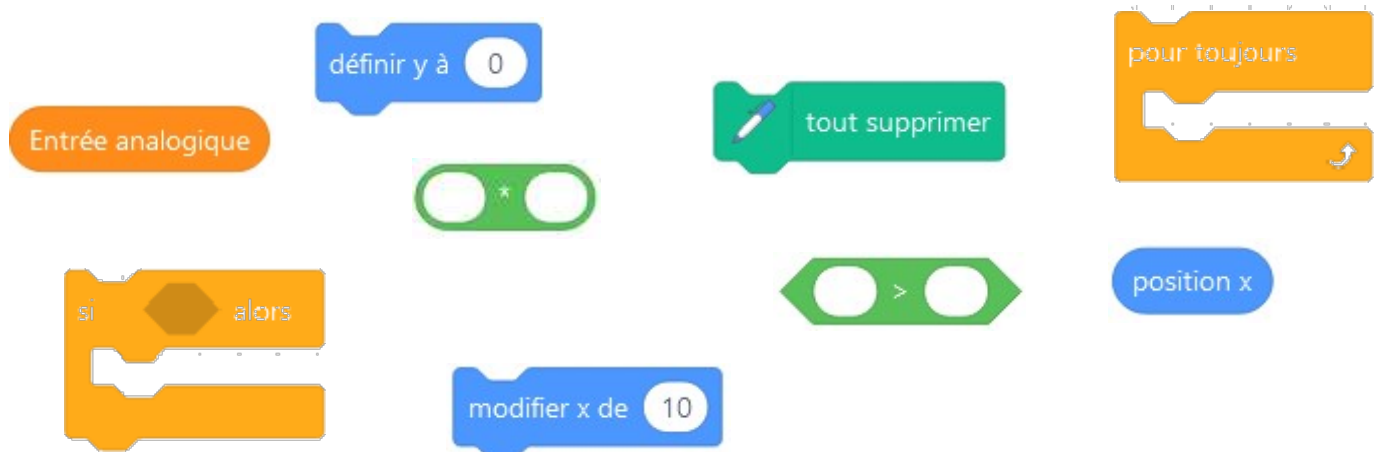 définir y à 0
pour toujours
Entrée analogique
tout supprimer
*
>
position x
si alors
modifier x de 10